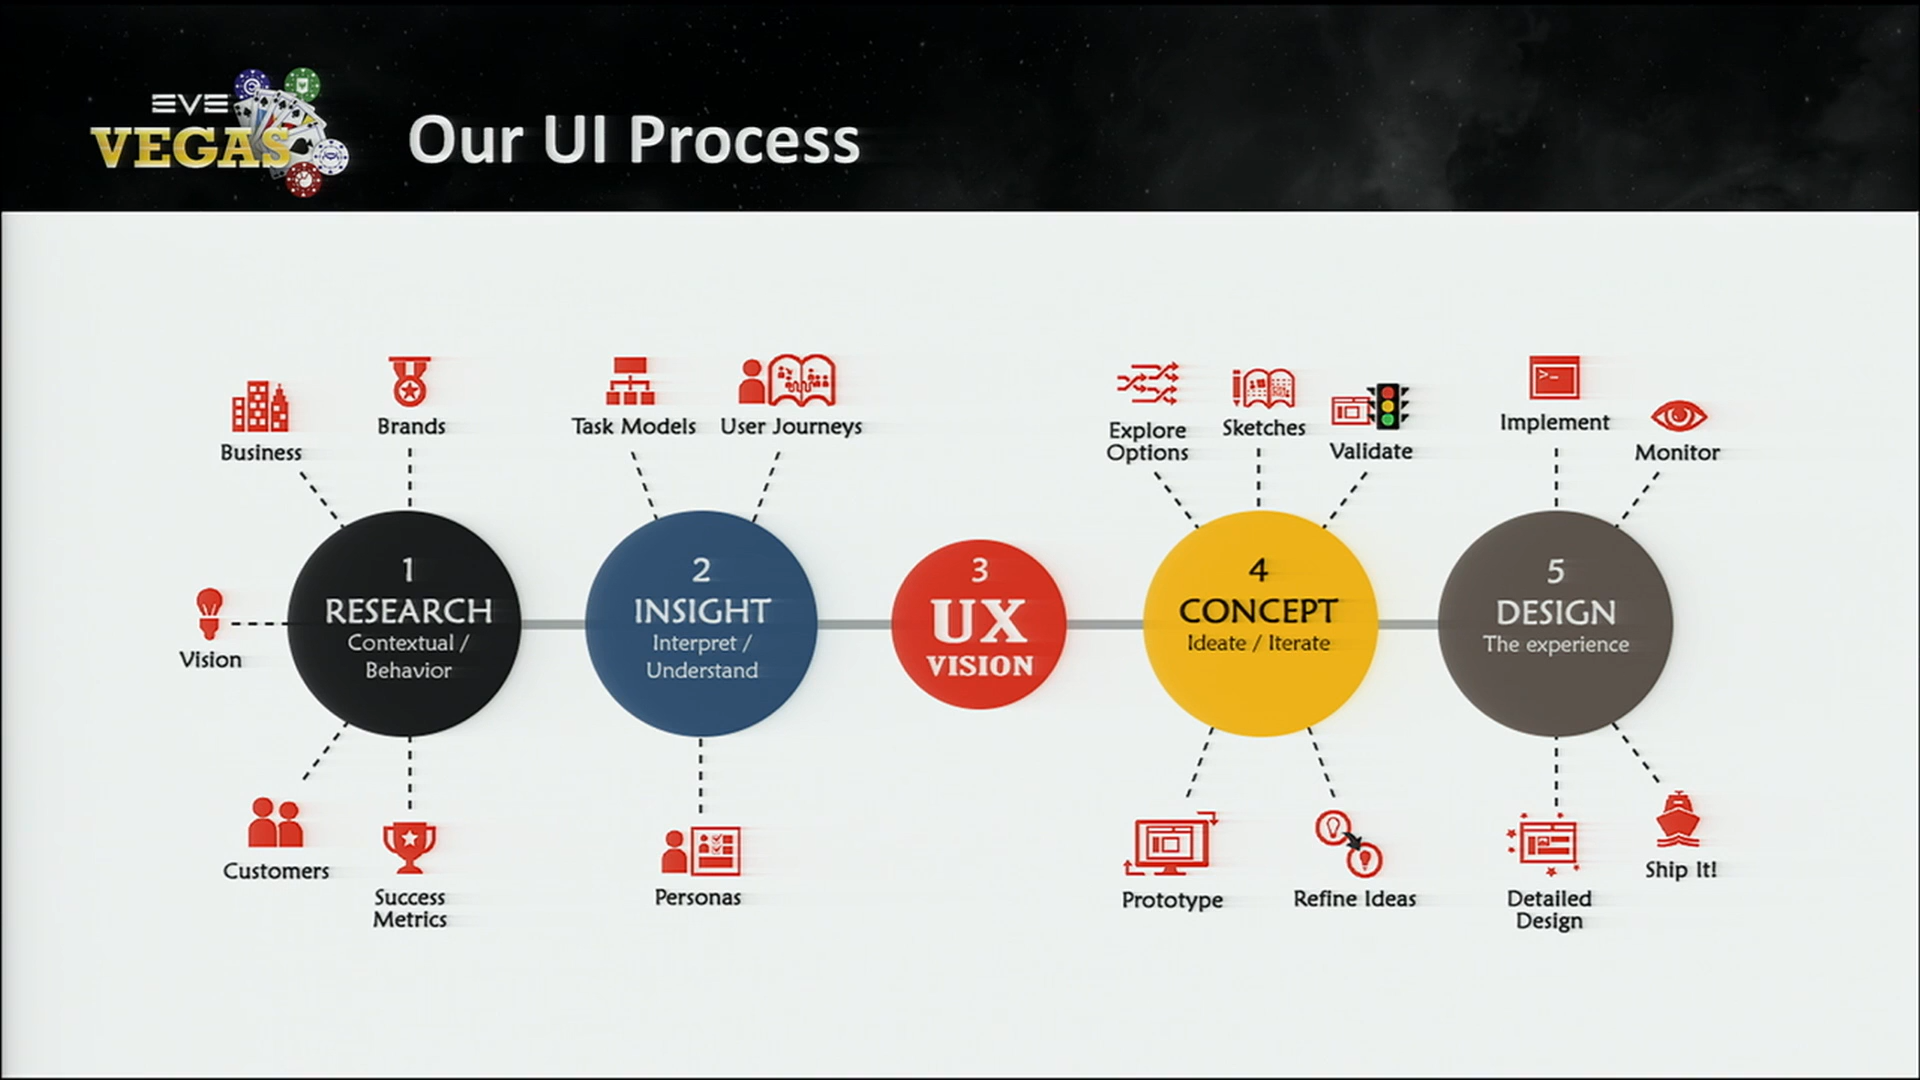 EVE
VEGAS
Our UI Process
Business
Brands
Vision
Customers
Success
Metrics
1
RESEARCH
Contextual /
Behavior
Task Models
User Journeys
2
INSIGHT
Interpret /
Understand
Personas
3
UX
VISION
Explore
Options
Sketches
Validate
4
CONCEPT
Ideate / Iterate
Prototype
Refine Ideas
Implement
Monitor
5
DESIGN
The experience
Detailed
Design
Ship It!